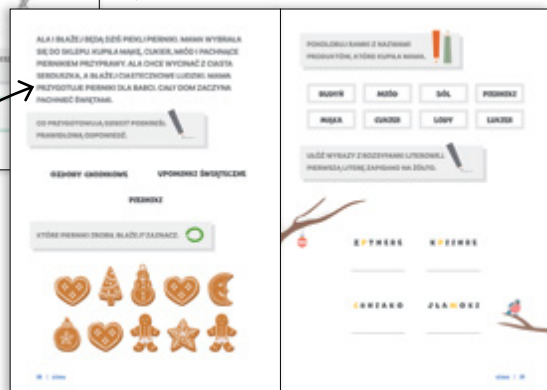 ALA I BŁAŻEJ BĘDĄ DZIŚ PIEKLI PIERNIKI. MAMA WYBRAŁA
SIĘ DO SKLEPU. KUPIŁA MĄKĘ, CUKIER, MIÓD I PACHNĄCE
PIERNIKIEM PRZYPRAWY. ALA CHCE WYCINAĆ Z CIASTA
SERDUSZKA, A BŁAŻEJ CIASTECZKOWE LUDZIKI. MAMA
PRZYGOTUJE PIERNIKI DLA BABCI. CAŁY DOM ZACZYNA
PACHNIEĆ ŚWIĘTAMI.
CO PRZYGOTOWUJĄ DZIECI? PODKREŚL
PRAWIDŁOWĄ ODPOWIEDŹ.
OZDOBY CHOINKOWE UPOMINKI ŚWIĄTECZNE
PIERNIKI
KTÓRE PIERNIKI ZROBIŁ BŁAŻEJ? ZAZNACZ.
POKOLORUJ RAMKI Z NAZWAMI
PRODUKTÓW, KTÓRE KUPIŁA MAMA.
BUDYŃ MIÓD SÓL PIERNIKI
MĄKA CUKIER LODY
UŁÓŻ WYRAZY Z ROZSYPANKI LITEROWEJ.
PIERWSZĄ LITERĘ ZAPISANO NA ŻÓŁTO.